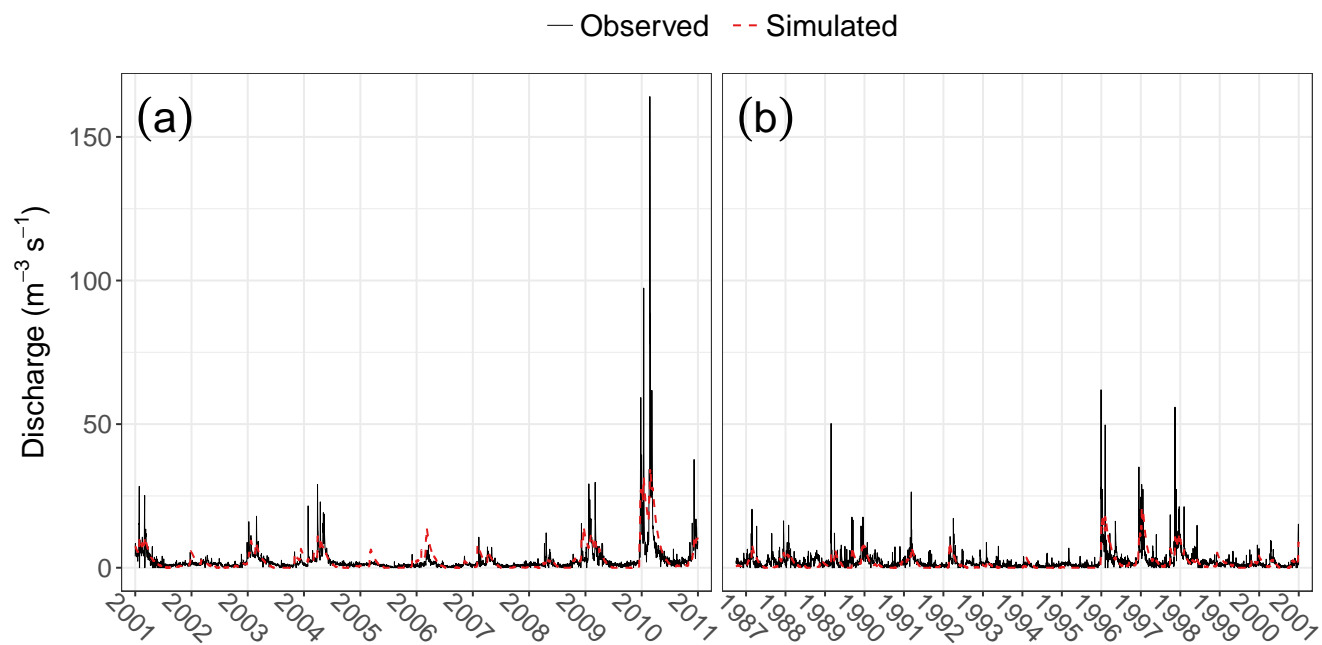 Observed Simulated
(a) (b)
150
100
50
0
Discharge (m⁻³ s⁻¹)
2001 2002 2003 2004 2005 2006 2007 2008 2009 2010 2011
1987 1988 1989 1990 1991 1992 1993 1994 1995 1996 1997 1998 1999 2000 2001